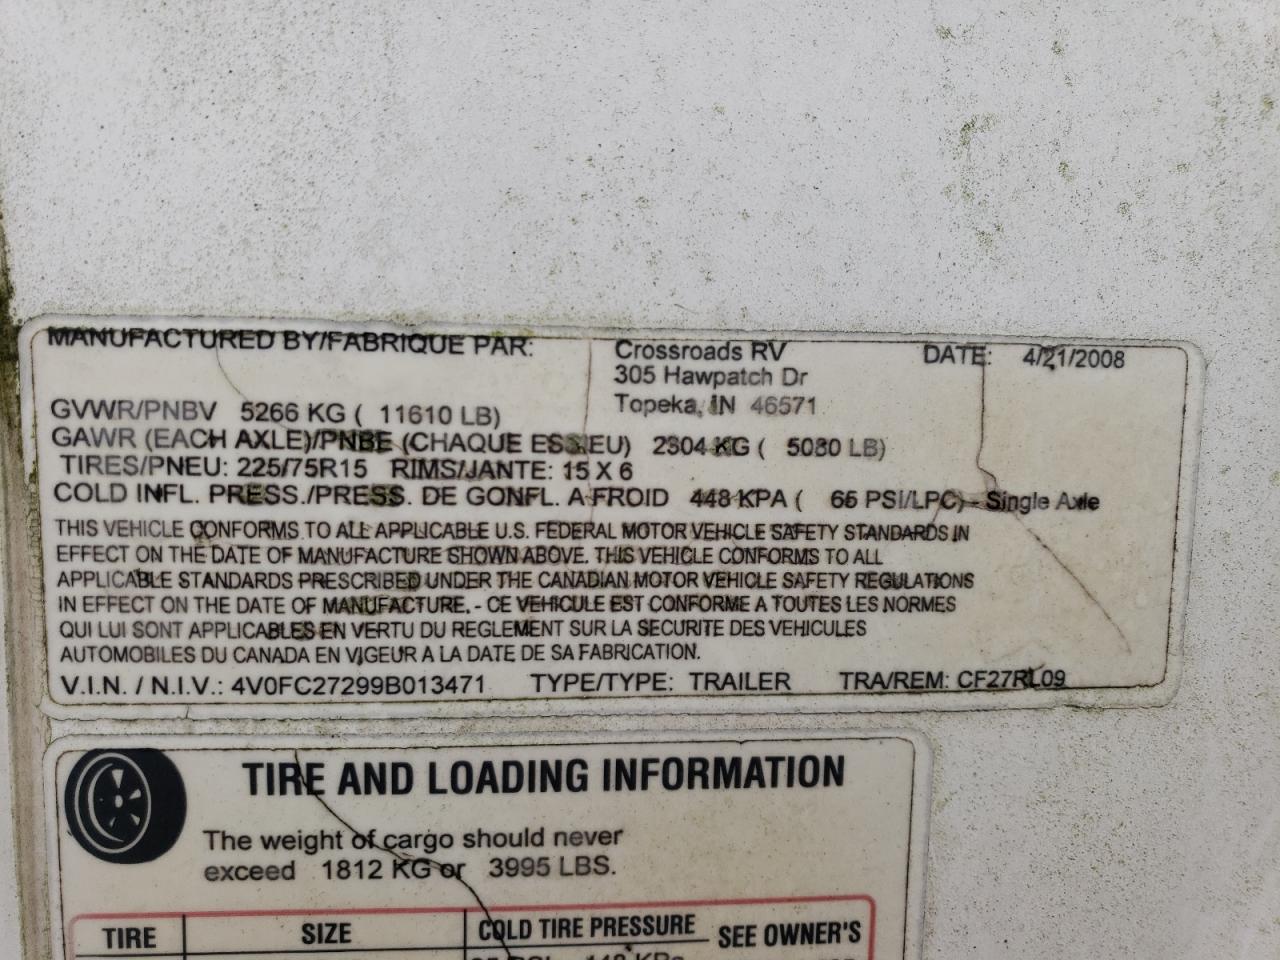 MANUFACTURED BY/FABRIQUE PAR: Crossroads RV DATE: 4/21/2008
305 Hawpatch Dr
Topeka, IN 46571
GVWR/PNBV 5266 KG ( 11610 LB)
GAWR (EACH AXLE)/PNBE (CHAQUE ESSIEU) 2304 KG ( 5080 LB)
TIRES/PNEU: 225/75R15 RIMS/JANTE: 15 X 6
COLD INFL. PRESS./PRESS. DE GONFL. A FROID 448 KPA ( 65 PSI/LPC) - Single Axle
THIS VEHICLE CONFORMS TO ALL APPLICABLE U.S. FEDERAL MOTOR VEHICLE SAFETY STANDARDS IN
EFFECT ON THE DATE OF MANUFACTURE SHOWN ABOVE. THIS VEHICLE CONFORMS TO ALL
APPLICABLE STANDARDS PRESCRIBED UNDER THE CANADIAN MOTOR VEHICLE SAFETY REGULATIONS
IN EFFECT ON THE DATE OF MANUFACTURE. - CE VEHICULE EST CONFORME A TOUTES LES NORMES
QUI LUI SONT APPLICABLES EN VERTU DU REGLEMENT SUR LA SECURITE DES VEHICULES
AUTOMOBILES DU CANADA EN VIGEUR A LA DATE DE SA FABRICATION.
V.I.N. / N.I.V.: 4V0FC27299B013471 TYPE/TYPE: TRAILER TRA/REM: CF27RL09
TIRE AND LOADING INFORMATION
The weight of cargo should never
exceed 1812 KG or 3995 LBS.
TIRE SIZE COLD TIRE PRESSURE SEE OWNER'S